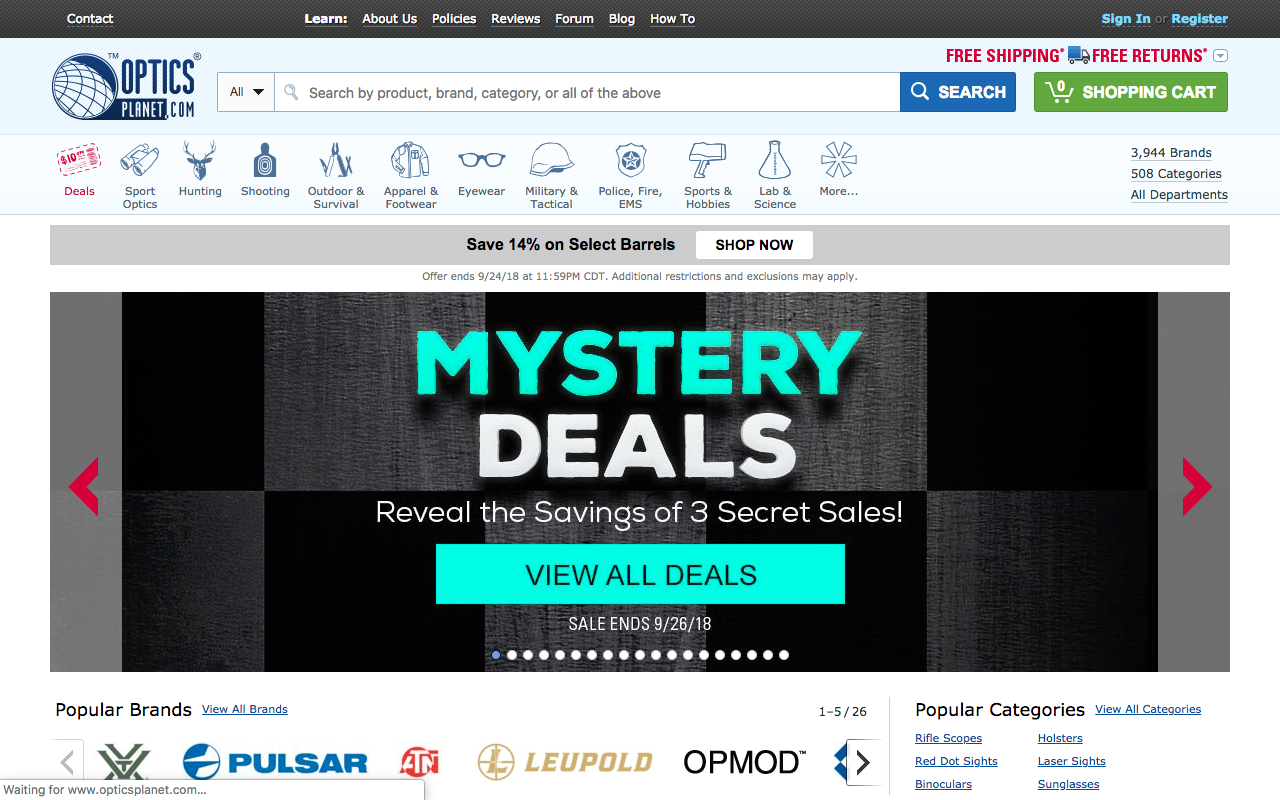 Contact
Learn: About Us Policies Reviews Forum Blog How To
Sign In or Register
OPTICS PLANET.COM
™ ®
FREE SHIPPING* FREE RETURNS*
All
Search by product, brand, category, or all of the above
SEARCH
0 SHOPPING CART
$10
Deals
Sport Optics
Hunting
Shooting
Outdoor & Survival
Apparel & Footwear
Eyewear
Military & Tactical
Police, Fire, EMS
Sports & Hobbies
Lab & Science
More...
3,944 Brands
508 Categories
All Departments
Save 14% on Select Barrels SHOP NOW
Offer ends 9/24/18 at 11:59PM CDT. Additional restrictions and exclusions may apply.
MYSTERY
DEALS
Reveal the Savings of 3 Secret Sales!
VIEW ALL DEALS
SALE ENDS 9/26/18
Popular Brands View All Brands
1–5 / 26
PULSAR
ATN
L LEUPOLD
OPMOD™
Popular Categories View All Categories
Rifle Scopes Holsters
Red Dot Sights Laser Sights
Binoculars Sunglasses
Waiting for www.opticsplanet.com...